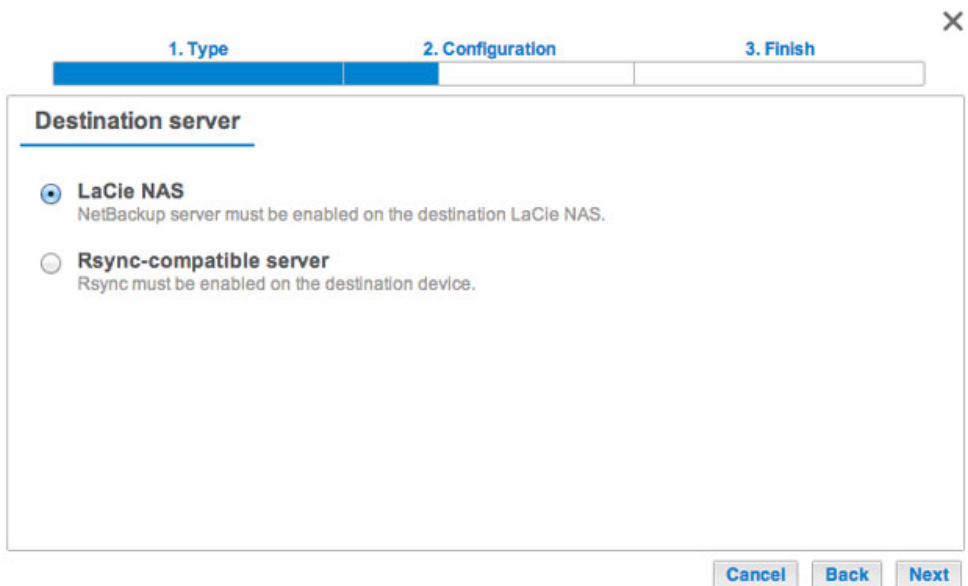 1. Type 2. Configuration 3. Finish
Destination server
LaCie NAS
NetBackup server must be enabled on the destination LaCie NAS.
Rsync-compatible server
Rsync must be enabled on the destination device.
Cancel Back Next